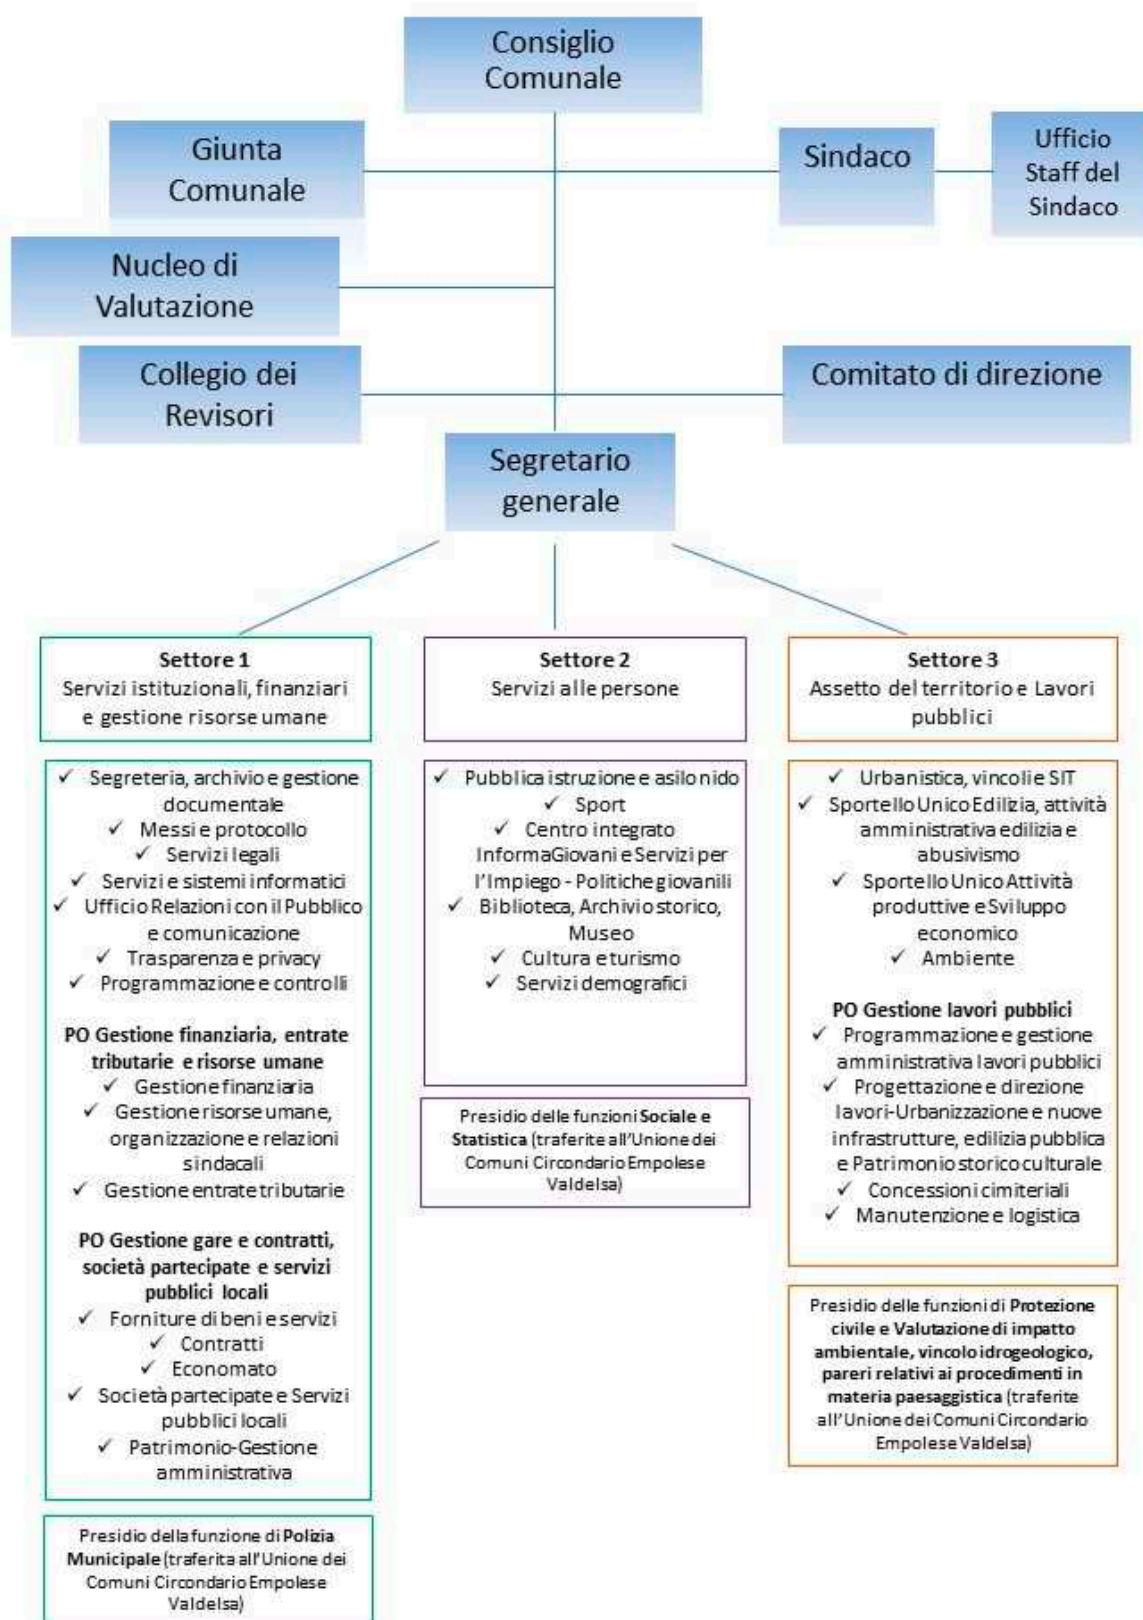 Consiglio
Comunale
Giunta
Comunale
Sindaco
Ufficio
Staff del
Sindaco
Nucleo di
Valutazione
Collegio dei
Revisori
Comitato di direzione
Segretario
generale
Settore 1
Servizi istituzionali, finanziari
e gestione risorse umane
✓ Segreteria, archivio e gestione
documentale
✓ Messi e protocollo
✓ Servizi legali
✓ Servizi e sistemi informatici
✓ Ufficio Relazioni con il Pubblico
e comunicazione
✓ Trasparenza e privacy
✓ Programmazione e controlli
PO Gestione finanziaria, entrate
tributarie e risorse umane
✓ Gestione finanziaria
✓ Gestione risorse umane,
organizzazione e relazioni
sindacali
✓ Gestione entrate tributarie
PO Gestione gare e contratti,
società partecipate e servizi
pubblici locali
✓ Forniture di beni e servizi
✓ Contratti
✓ Economato
✓ Società partecipate e Servizi
pubblici locali
✓ Patrimonio-Gestione
amministrativa
Presidio della funzione di Polizia
Municipale (traferita all'Unione dei
Comuni Circondario Empolese
Valdelsa)
Settore 2
Servizi alle persone
✓ Pubblica istruzione e asilo nido
✓ Sport
✓ Centro integrato
InformaGiovani e Servizi per
l'Impiego - Politiche giovanili
✓ Biblioteca, Archivio storico,
Museo
✓ Cultura e turismo
✓ Servizi demografici
Presidio delle funzioni Sociale e
Statistica (traferite all'Unione dei
Comuni Circondario Empolese
Valdelsa)
Settore 3
Assetto del territorio e Lavori
pubblici
✓ Urbanistica, vincoli e SIT
✓ Sportello Unico Edilizia, attività
amministrativa edilizia e
abusivismo
✓ Sportello Unico Attività
produttive e Sviluppo
economico
✓ Ambiente
PO Gestione lavori pubblici
✓ Programmazione e gestione
amministrativa lavori pubblici
✓ Progettazione e direzione
lavori-Urbanizzazione e nuove
infrastrutture, edilizia pubblica
e Patrimonio storico culturale
✓ Concessioni cimiteriali
✓ Manutenzione e logistica
Presidio delle funzioni di Protezione
civile e Valutazione di impatto
ambientale, vincolo idrogeologico,
pareri relativi ai procedimenti in
materia paesaggistica (traferite
all'Unione dei Comuni Circondario
Empolese Valdelsa)